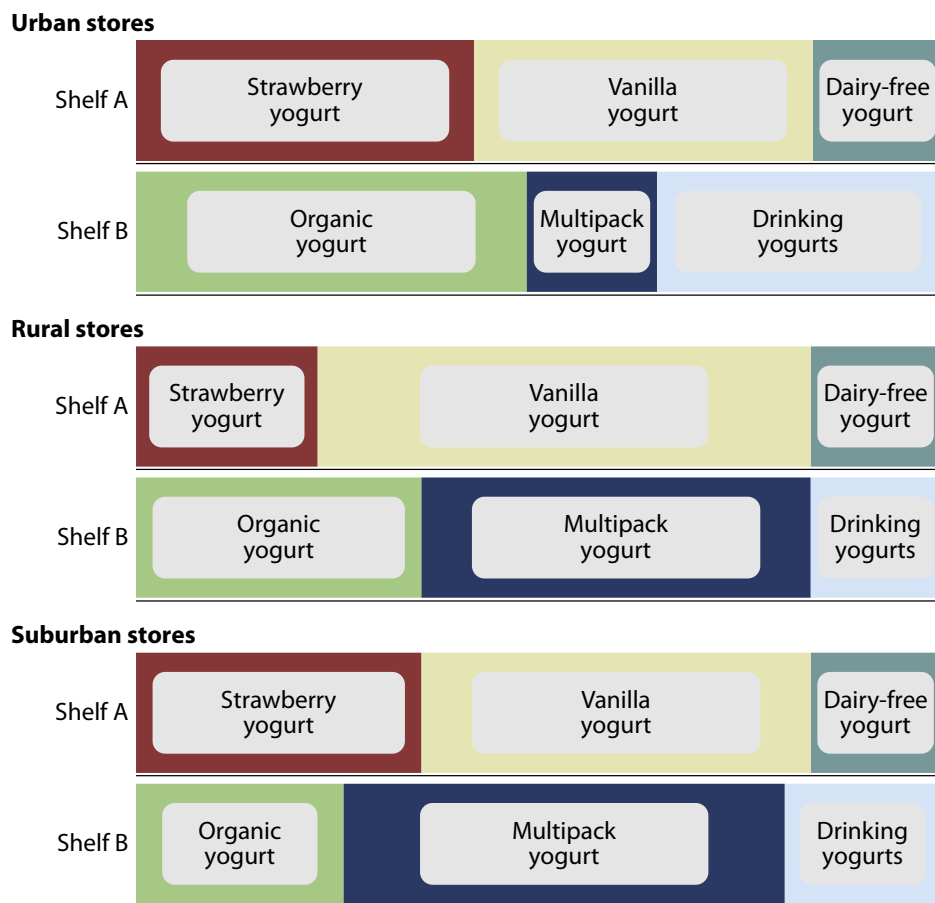 Urban stores
Shelf A
Strawberry
yogurt
Vanilla
yogurt
Dairy-free
yogurt
Shelf B
Organic
yogurt
Multipack
yogurt
Drinking
yogurts
Rural stores
Shelf A
Strawberry
yogurt
Vanilla
yogurt
Dairy-free
yogurt
Shelf B
Organic
yogurt
Multipack
yogurt
Drinking
yogurts
Suburban stores
Shelf A
Strawberry
yogurt
Vanilla
yogurt
Dairy-free
yogurt
Shelf B
Organic
yogurt
Multipack
yogurt
Drinking
yogurts